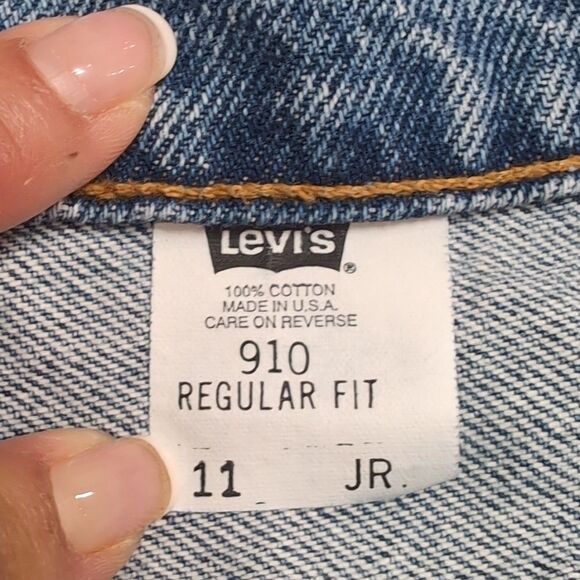 Levi's
®
100% COTTON
MADE IN U.S.A.
CARE ON REVERSE
910
REGULAR FIT
11 JR.